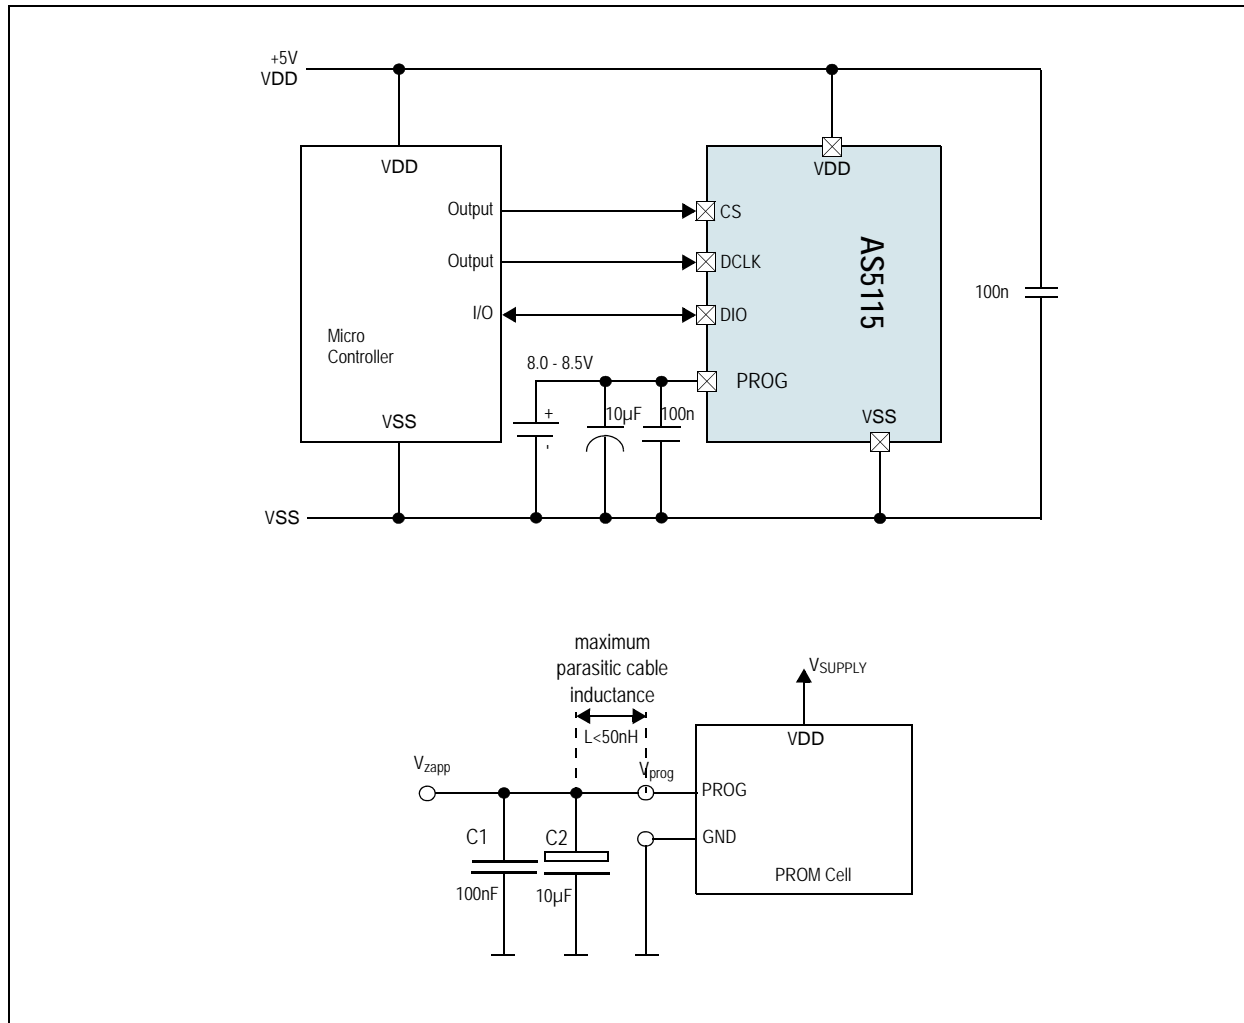 +5V
VDD
VDD
VDD
Output
CS
Output
DCLK
AS5115
100n
I/O
DIO
Micro
Controller
8.0 - 8.5V
PROG
+
10µF
100n
-
VSS
VSS
VSS
maximum
parasitic cable
inductance
VSUPPLY
L<50nH
VDD
Vzapp
Vprog
PROG
C1
C2
GND
100nF
10µF
PROM Cell